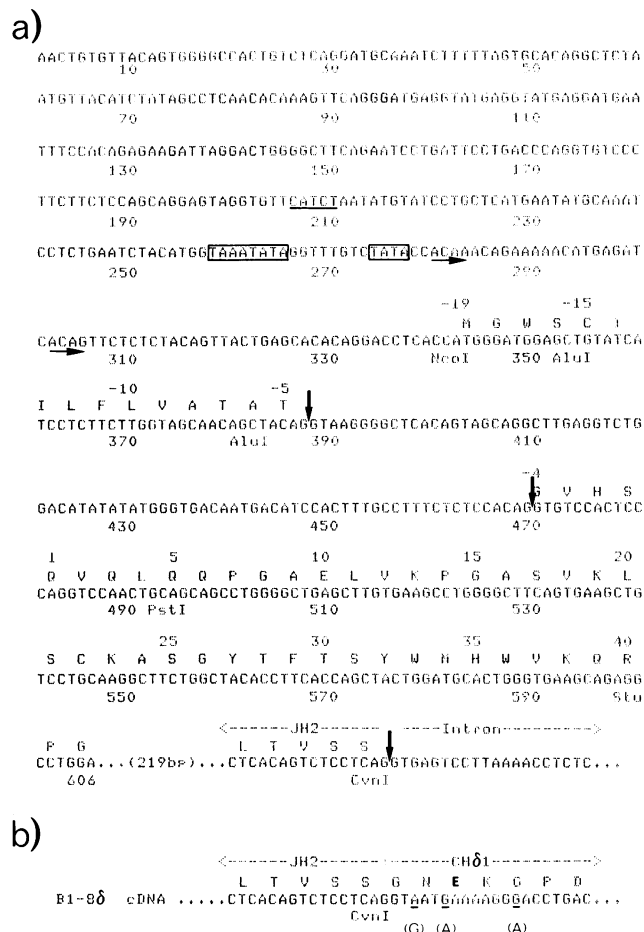 a)
AACTGTGTTACAGTGGGGCCACTGTCTCAGGATGCAAATCTTTTTAGTGCACAGGCTCTA
10 30 50
ATGTTACATCTATAGCCTCAACACAAAGTTCAGGGATGAGGTATGAGGTATGAGGATGAA
70 90 110
TTTCCACAGAGAAGATTAGGACTGGGGCTTCAGAATCCTGATTCCTGACCCAGGTGTCCC
130 150 170
TTCTTCTCCAGCAGGAGTAGGTGTTCATCTAATATGTATCCTGCTCATGAATATGCAAAT
190 210 230
CCTCTGAATCTACATGGTAAATATAGGTTTGTCTATACCACAAACAGAAAAACATGAGAT
250 270 290
-19 -15
M G W S C I
CACAGTTCTCTCTACAGTTACTGAGCACACAGGACCTCACCATGGGATGGAGCTGTATCA
310 330 NcoI 350 AluI
-10 -5
I L F L V A T A T
TCCTCTTCTTGGTAGCAACAGCTACAGGTAAGGGGCTCACAGTAGCAGGCTTGAGGTCTG
370 AluI 390 410
-4
G V H S
GACATATATATGGGTGACAATGACATCCACTTTGCCTTTCTCTCCACAGGTGTCCACTCC
430 450 470
1 5 10 15 20
Q V Q L Q Q P G A E L V K P G A S V K L
CAGGTCCAACTGCAGCAGCCTGGGGCTGAGCTTGTGAAGCCTGGGGCTTCAGTGAAGCTG
490 PstI 510 530
25 30 35 40
S C K A S G Y T F T S Y W M H W V K Q R
TCCTGCAAGGCTTCTGGCTACACCTTCACCAGCTACTGGATGCACTGGGTGAAGCAGAGG
550 570 590 Stu
<------JH2------ ------Intron------>
P G L T V S S
CCTGGA...(219bp)...CTCACAGTCTCCTCAGGTGAGTCCTTAAAACCTCTC...
606 CvnI
b)
<------JH2------ ------CHδ1------>
L T V S S G N E K G P D
B1-8δ cDNA .....CTCACAGTCTCCTCAGGTAATGAAAAGGGACCTGAC...
CvnI (G) (A) (A)